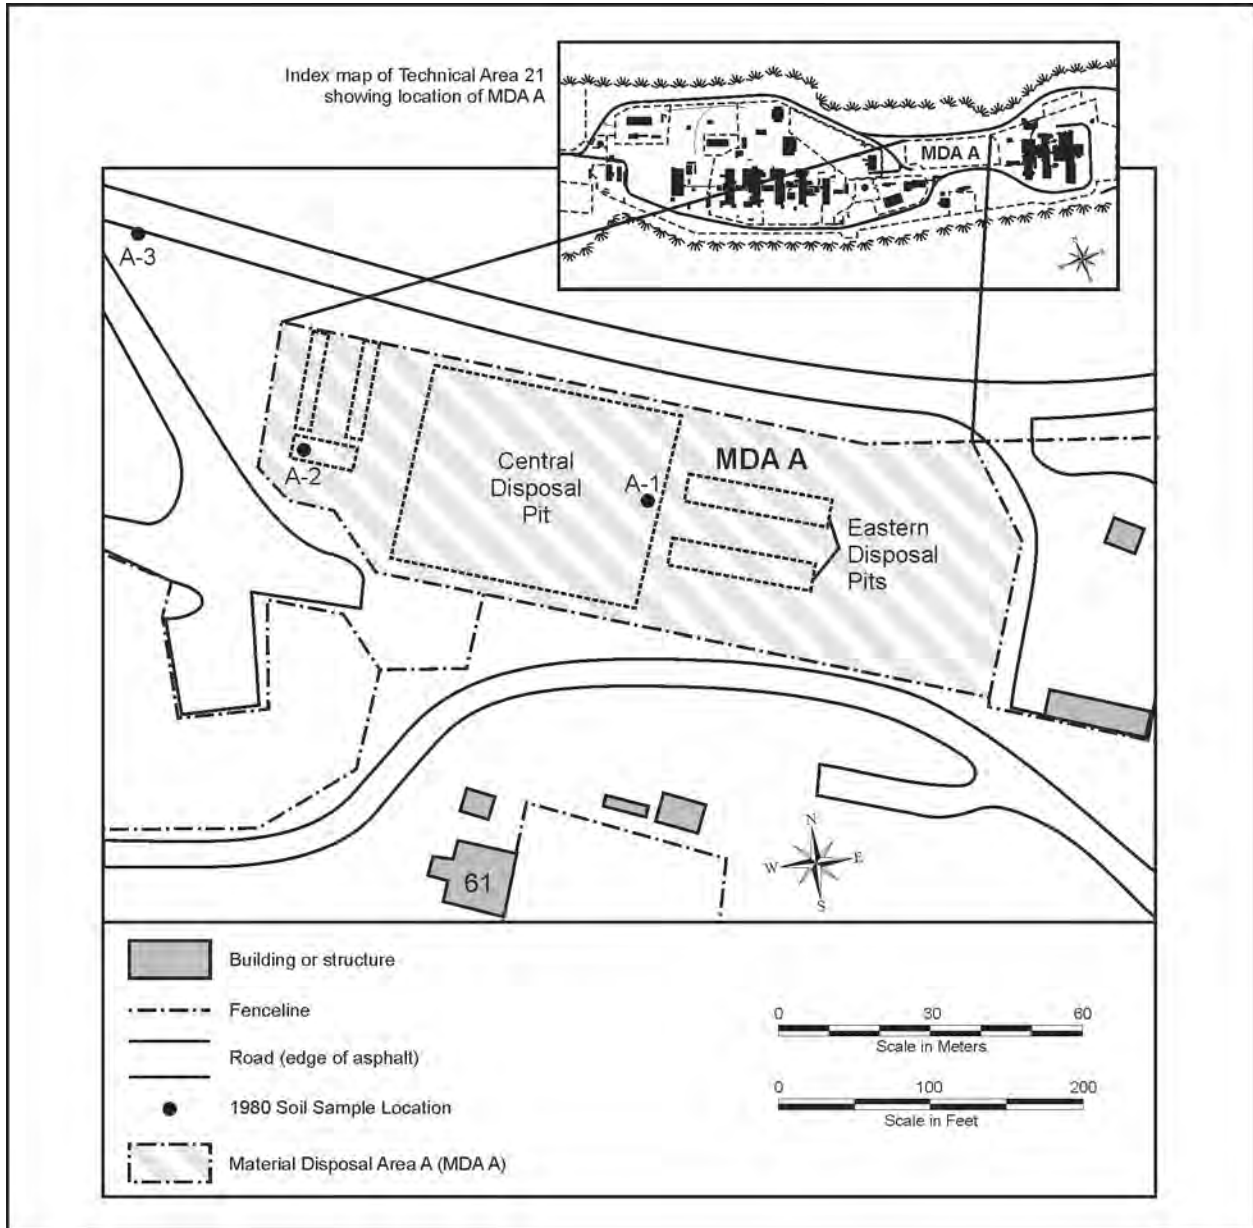 Index map of Technical Area 21
showing location of MDA A
MDA A
A-3
MDA A
Central
Disposal
Pit
A-1
A-2
Eastern
Disposal
Pits
N
W
E
S
61
Building or structure
Fenceline
Road (edge of asphalt)
1980 Soil Sample Location
Material Disposal Area A (MDA A)
0 30 60
Scale in Meters
0 100 200
Scale in Feet